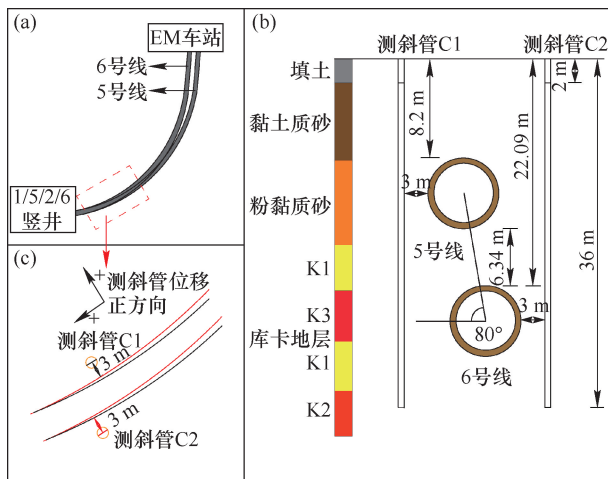 (a)
EM车站
6号线
5号线
1/5/2/6
竖井
(c)
测斜管位移
正方向
测斜管C1
3 m
3 m
测斜管C2
(b)
测斜管C1
测斜管C2
填土
黏土质砂
粉黏质砂
K1
K3
库卡地层
K1
K2
8.2 m
2 m
22.09 m
3 m
5号线
6.34 m
36 m
3 m
80°
6号线